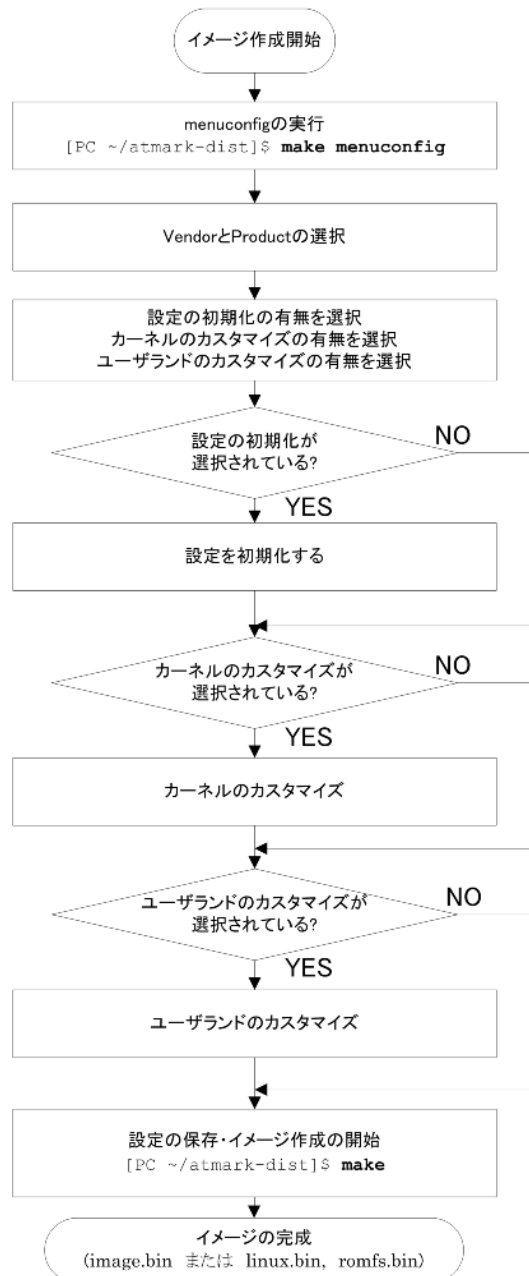 イメージ作成開始
menuconfigの実行
[PC ~/atmark-dist]$ make menuconfig
VendorとProductの選択
設定の初期化の有無を選択
カーネルのカスタマイズの有無を選択
ユーザランドのカスタマイズの有無を選択
設定の初期化が
選択されている?
NO
YES
設定を初期化する
カーネルのカスタマイズが
選択されている?
NO
YES
カーネルのカスタマイズ
ユーザランドのカスタマイズが
選択されている?
NO
YES
ユーザランドのカスタマイズ
設定の保存・イメージ作成の開始
[PC ~/atmark-dist]$ make
イメージの完成
(image.bin または linux.bin, romfs.bin)